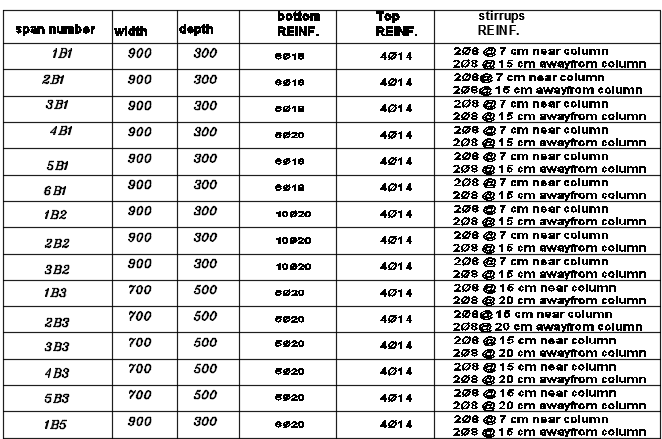 span number width depth bottom REINF. Top REINF. stirrups REINF.
1B1 900 300 4Ø14 2Ø8 @ 7 cm near column
2Ø8 @ 15 cm awayfrom column
2B1 900 300 4Ø14 2Ø8@ 7 cm near column
2Ø8@ 15 cm awayfrom column
3B1 900 300 4Ø14 2Ø8 @ 7 cm near column
2Ø8 @ 15 cm awayfrom column
4B1 900 300 6Ø20 4Ø14 2Ø8 @ 7 cm near column
2Ø8 @ 15 cm awayfrom column
5B1 900 300 4Ø14 2Ø8 @ 7 cm near column
2Ø8 @ 15 cm awayfrom column
6B1 900 300 4Ø14 2Ø8 @ 7 cm near column
2Ø8 @ 15 cm awayfrom column
1B2 900 300 10Ø20 4Ø14 2Ø8 @ 7 cm near column
2Ø8 @ 15 cm awayfrom column
2B2 900 300 10Ø20 4Ø14 2Ø8 @ 7 cm near column
2Ø8 @ 15 cm awayfrom column
3B2 900 300 10Ø20 4Ø14 2Ø8 @ 7 cm near column
2Ø8 @ 15 cm awayfrom column
1B3 700 500 6Ø20 4Ø14 2Ø8 @ 15 cm near column
2Ø8 @ 20 cm awayfrom column
2B3 700 500 6Ø20 4Ø14 2Ø8@ 15 cm near column
2Ø8@ 20 cm awayfrom column
3B3 700 500 6Ø20 4Ø14 2Ø8 @ 15 cm near column
2Ø8 @ 20 cm awayfrom column
4B3 700 500 6Ø20 4Ø14 2Ø8 @ 15 cm near column
2Ø8 @ 20 cm awayfrom column
5B3 700 500 6Ø20 4Ø14 2Ø8 @ 15 cm near column
2Ø8 @ 20 cm awayfrom column
1B5 900 300 6Ø20 4Ø14 2Ø8 @ 7 cm near column
2Ø8 @ 15 cm awayfrom column